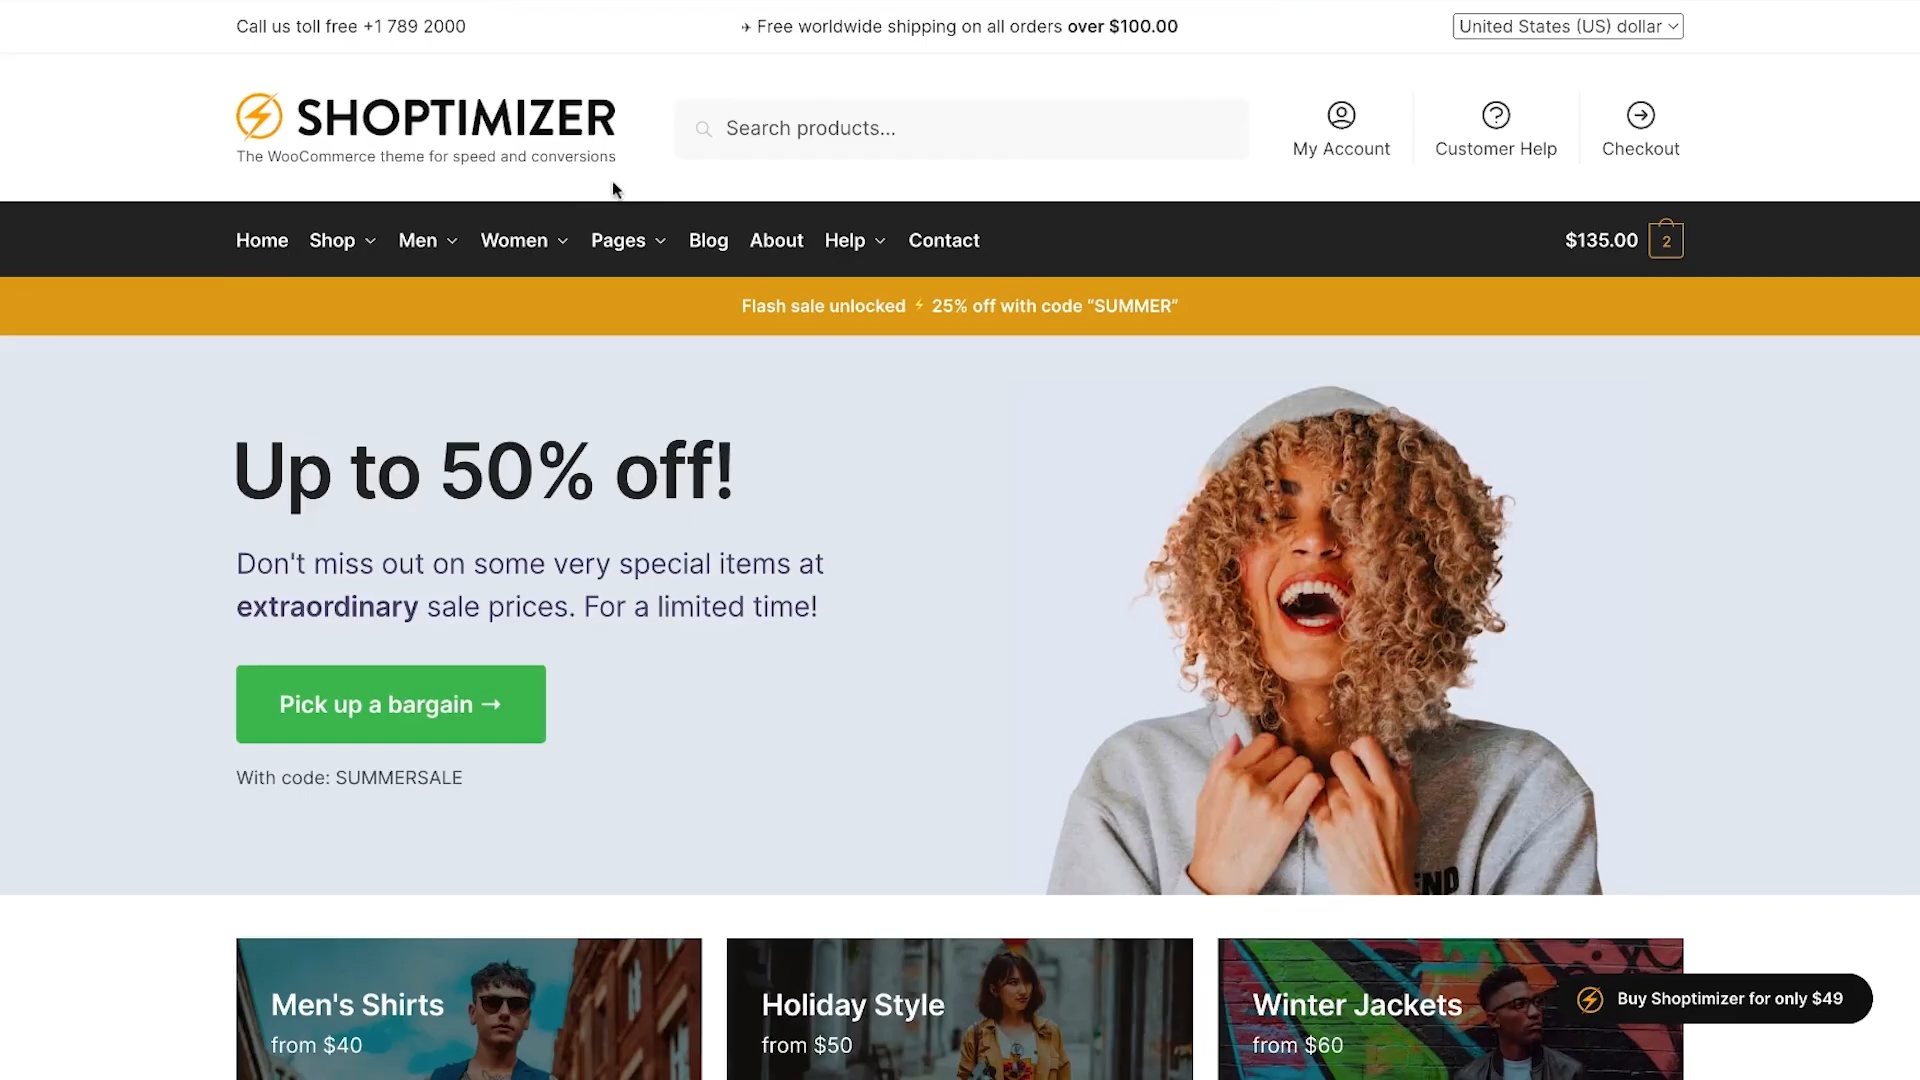 Call us toll free +1 789 2000
✈ Free worldwide shipping on all orders over $100.00
United States (US) dollar
SHOPTIMIZER
The WooCommerce theme for speed and conversions
Search products...
My Account
Customer Help
Checkout
Home Shop Men Women Pages Blog About Help Contact
$135.00 2
Flash sale unlocked ⚡ 25% off with code “SUMMER”
Up to 50% off!
Don't miss out on some very special items at
extraordinary sale prices. For a limited time!
Pick up a bargain →
With code: SUMMERSALE
Men's Shirts
from $40
Holiday Style
from $50
Winter Jackets
from $60
Buy Shoptimizer for only $49